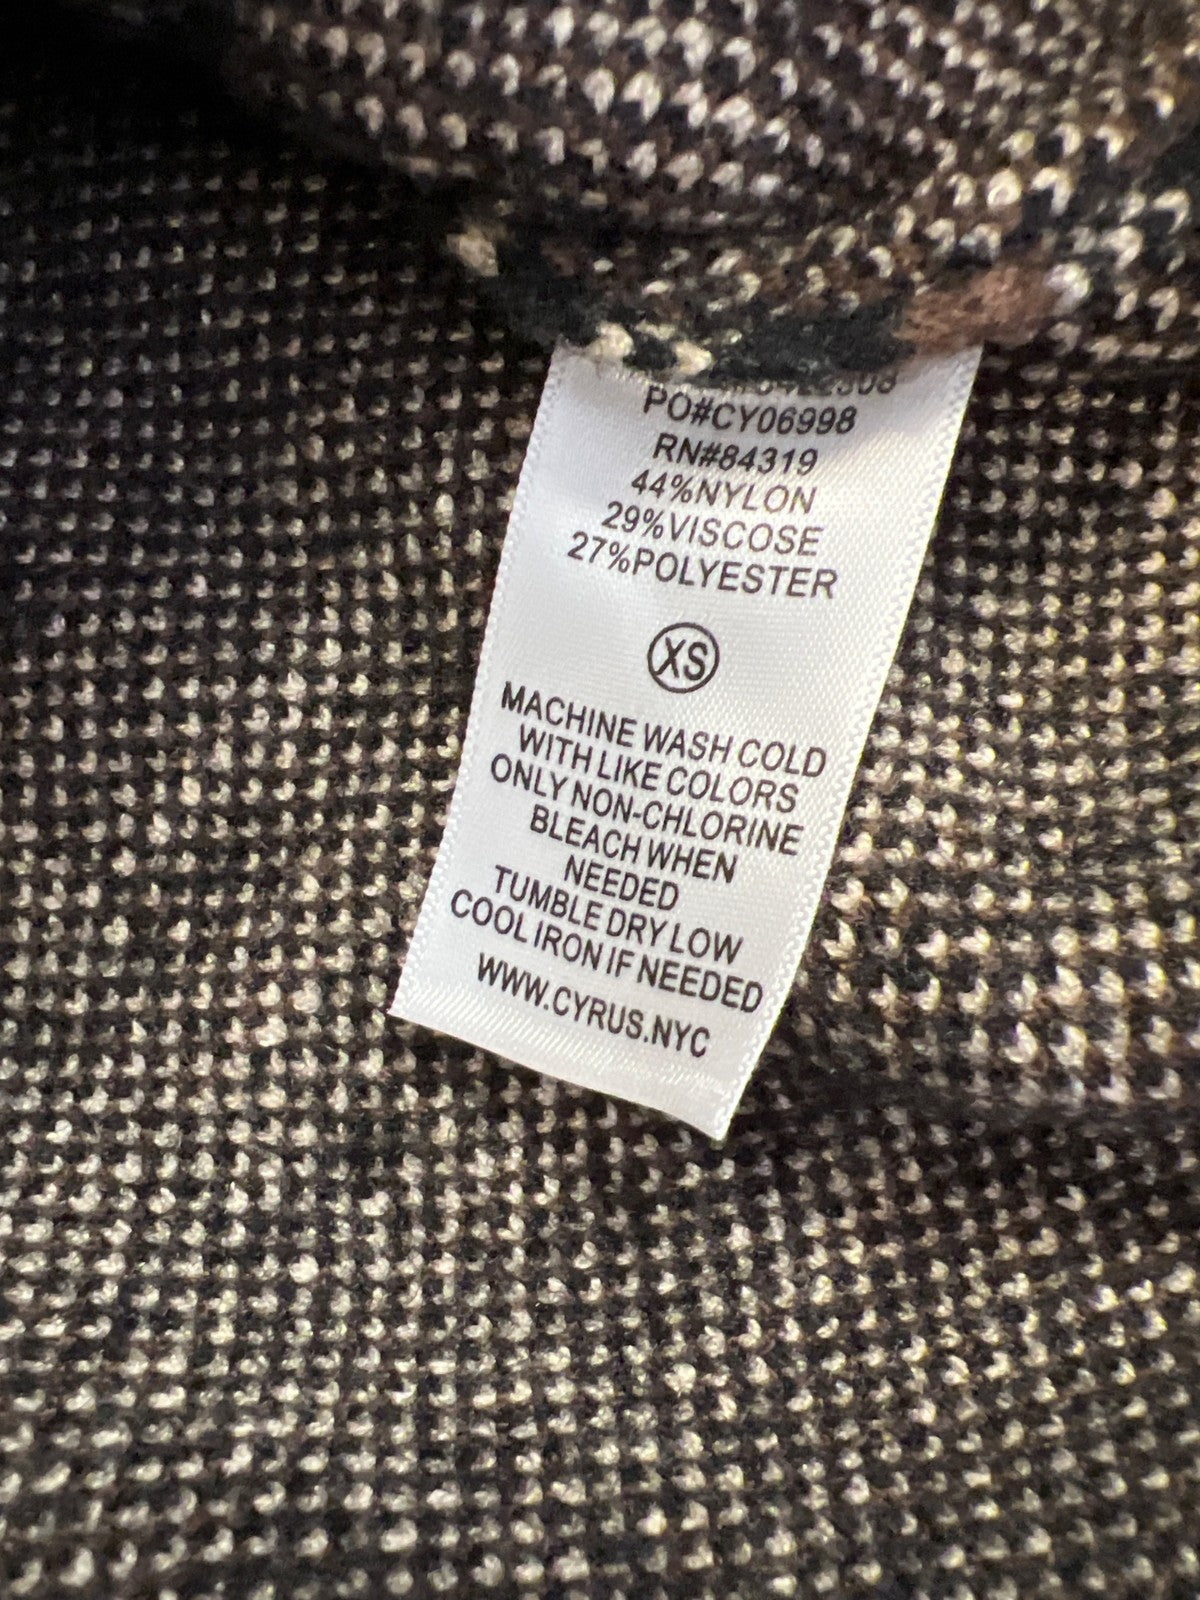 PO#CY06998
RN#84319
44%NYLON
29%VISCOSE
27%POLYESTER
XS
MACHINE WASH COLD
WITH LIKE COLORS
ONLY NON-CHLORINE
BLEACH WHEN
NEEDED
TUMBLE DRY LOW
COOL IRON IF NEEDED
WWW.CYRUS.NYC